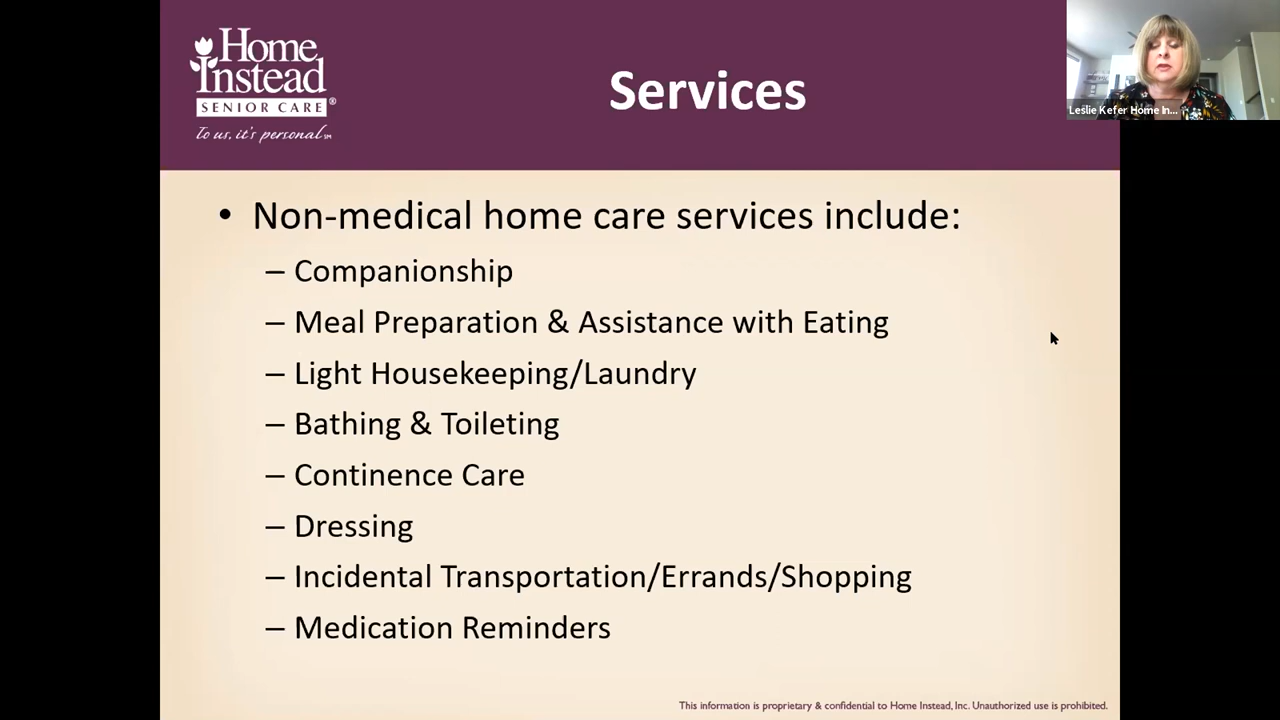 Home
Instead
SENIOR CARE®
To us, it's personal. SM
Services
Leslie Kefer Home In...
• Non-medical home care services include:
– Companionship
– Meal Preparation & Assistance with Eating
– Light Housekeeping/Laundry
– Bathing & Toileting
– Continence Care
– Dressing
– Incidental Transportation/Errands/Shopping
– Medication Reminders
This information is proprietary & confidential to Home Instead, Inc. Unauthorized use is prohibited.